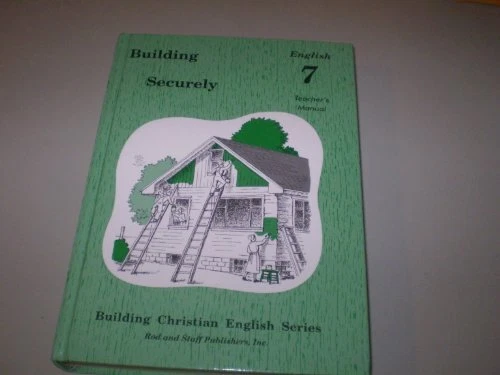 Building
Securely
English
7
Teacher's
Manual
Building Christian English Series
Rod and Staff Publishers, Inc.